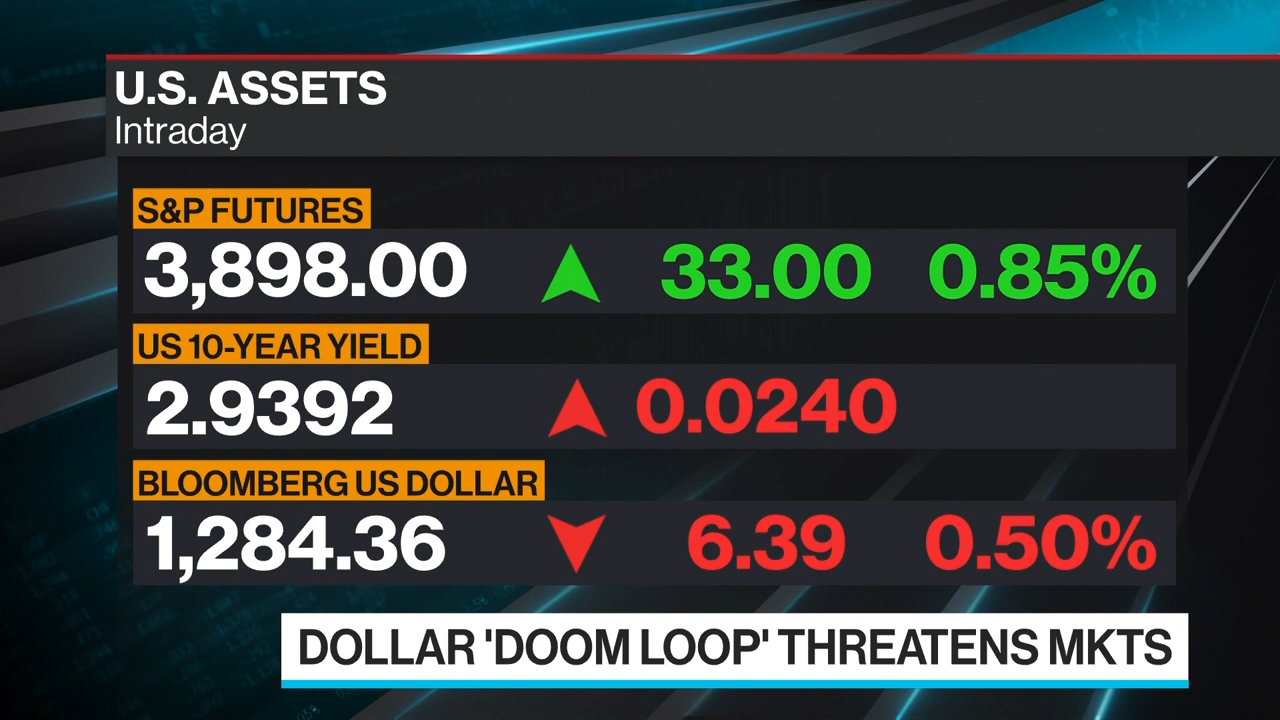 U.S. ASSETS
Intraday
S&P FUTURES
3,898.00 ▲ 33.00 0.85%
US 10-YEAR YIELD
2.9392 ▲ 0.0240
BLOOMBERG US DOLLAR
1,284.36 ▼ 6.39 0.50%
DOLLAR 'DOOM LOOP' THREATENS MKTS